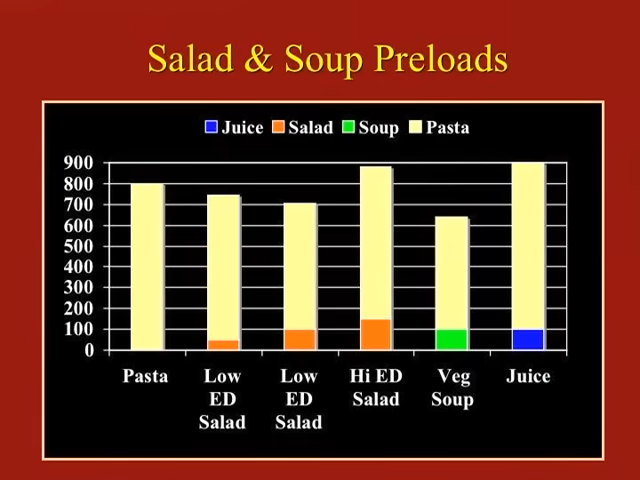 Salad & Soup Preloads
Juice Salad Soup Pasta
900
800
700
600
500
400
300
200
100
0
Pasta Low Low Hi ED Veg Juice
ED ED Salad Soup
Salad Salad